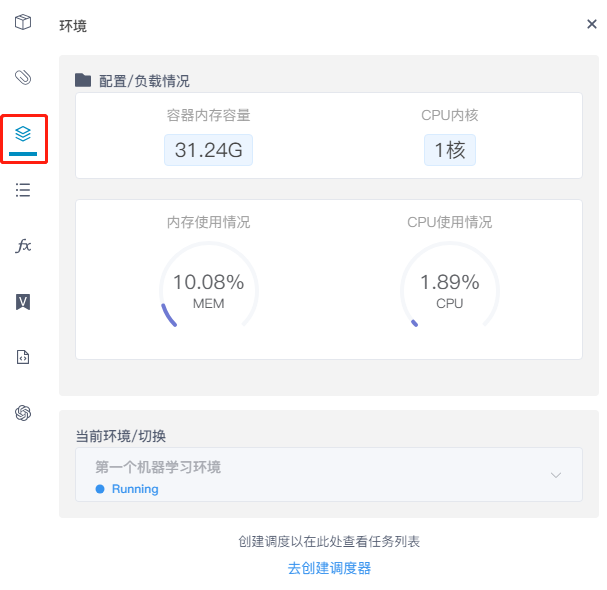 环境
配置/负载情况
容器内存容量
CPU内核
31.24G
1核
内存使用情况
CPU使用情况
10.08%
MEM
1.89%
CPU
fx
V
当前环境/切换
第一个机器学习环境
Running
创建调度以在此处查看任务列表
去创建调度器